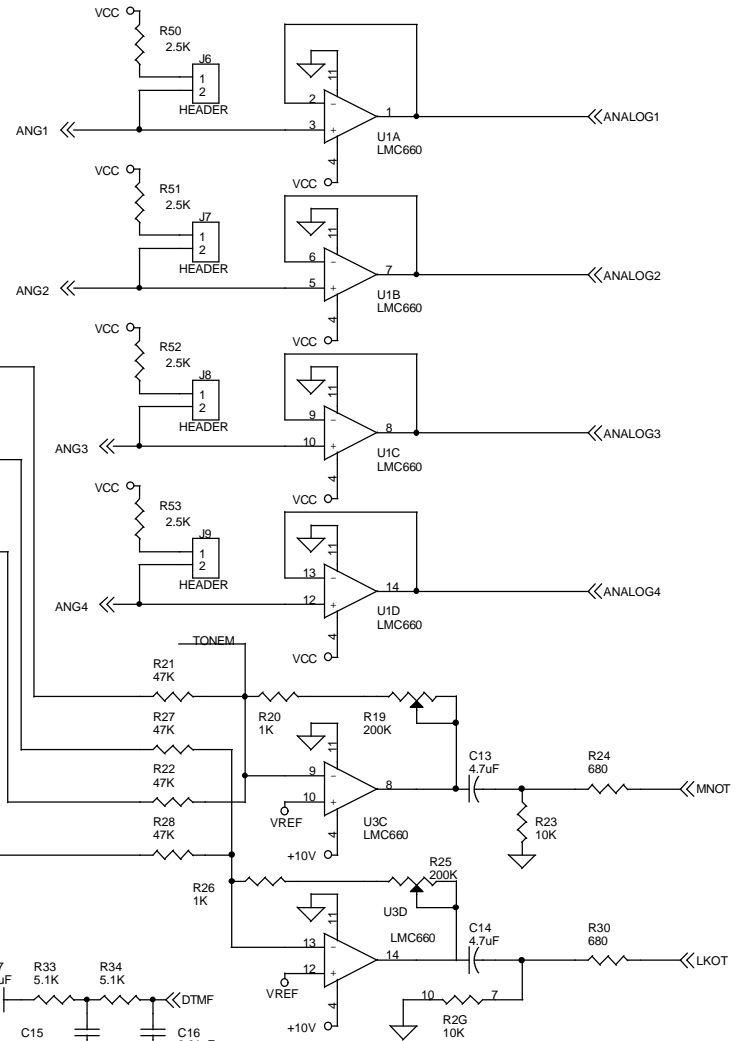 VCC
R50
2.5K
J6
1
2
HEADER
ANG1
11
2
3
1
4
U1A
LMC660
VCC
ANALOG1
VCC
R51
2.5K
J7
1
2
HEADER
ANG2
11
6
5
7
4
U1B
LMC660
VCC
ANALOG2
VCC
R52
2.5K
J8
1
2
HEADER
ANG3
11
9
10
8
4
U1C
LMC660
VCC
ANALOG3
VCC
R53
2.5K
J9
1
2
HEADER
ANG4
11
13
12
14
4
U1D
LMC660
VCC
ANALOG4
TONEM
R21
47K
R27
47K
R22
47K
R28
47K
R20
1K
R19
200K
11
9
10
8
4
VREF
U3C
LMC660
+10V
C13
4.7uF
R24
680
MNOT
R23
10K
R26
1K
R25
200K
U3D
LMC660
11
13
12
14
4
VREF
+10V
C14
4.7uF
R30
680
LKOT
10
7
R2G
10K
7
uF
R33
5.1K
R34
5.1K
DTMF
C15
C16